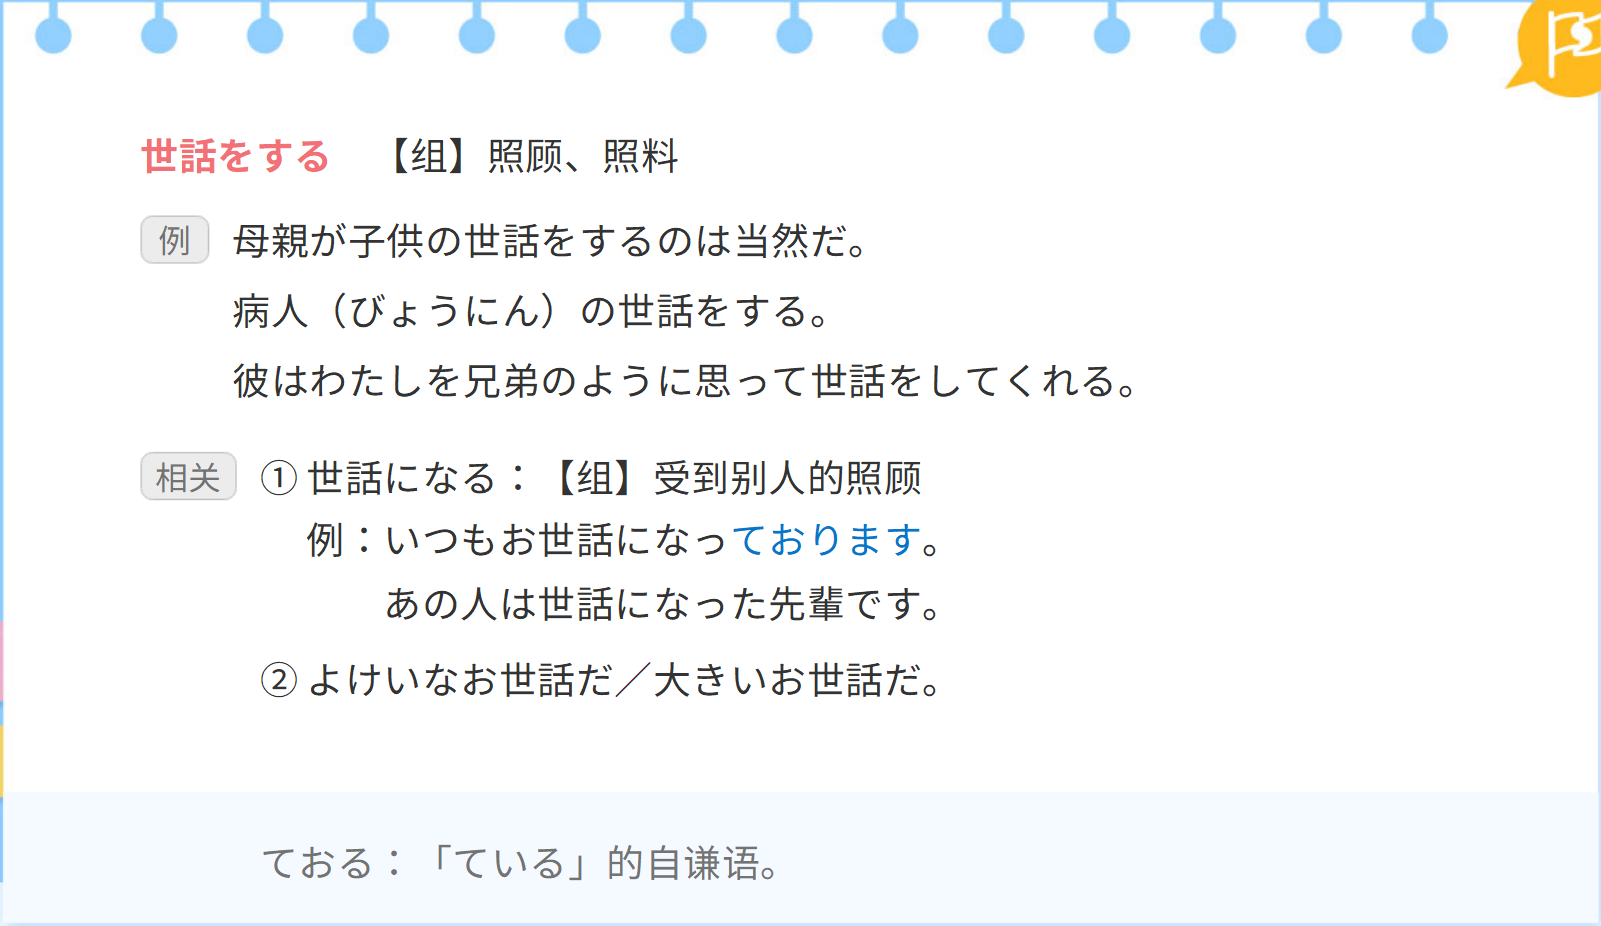 世話をする 【组】照顾、照料
例 母親が子供の世話をするのは当然だ。
病人（びょうにん）の世話をする。
彼はわたしを兄弟のように思って世話をしてくれる。
相关 ① 世話になる：【组】受到别人的照顾
例：いつもお世話になっております。
あの人は世話になった先輩です。
② よけいなお世話だ／大きいお世話だ。
ておる：「ている」的自谦语。